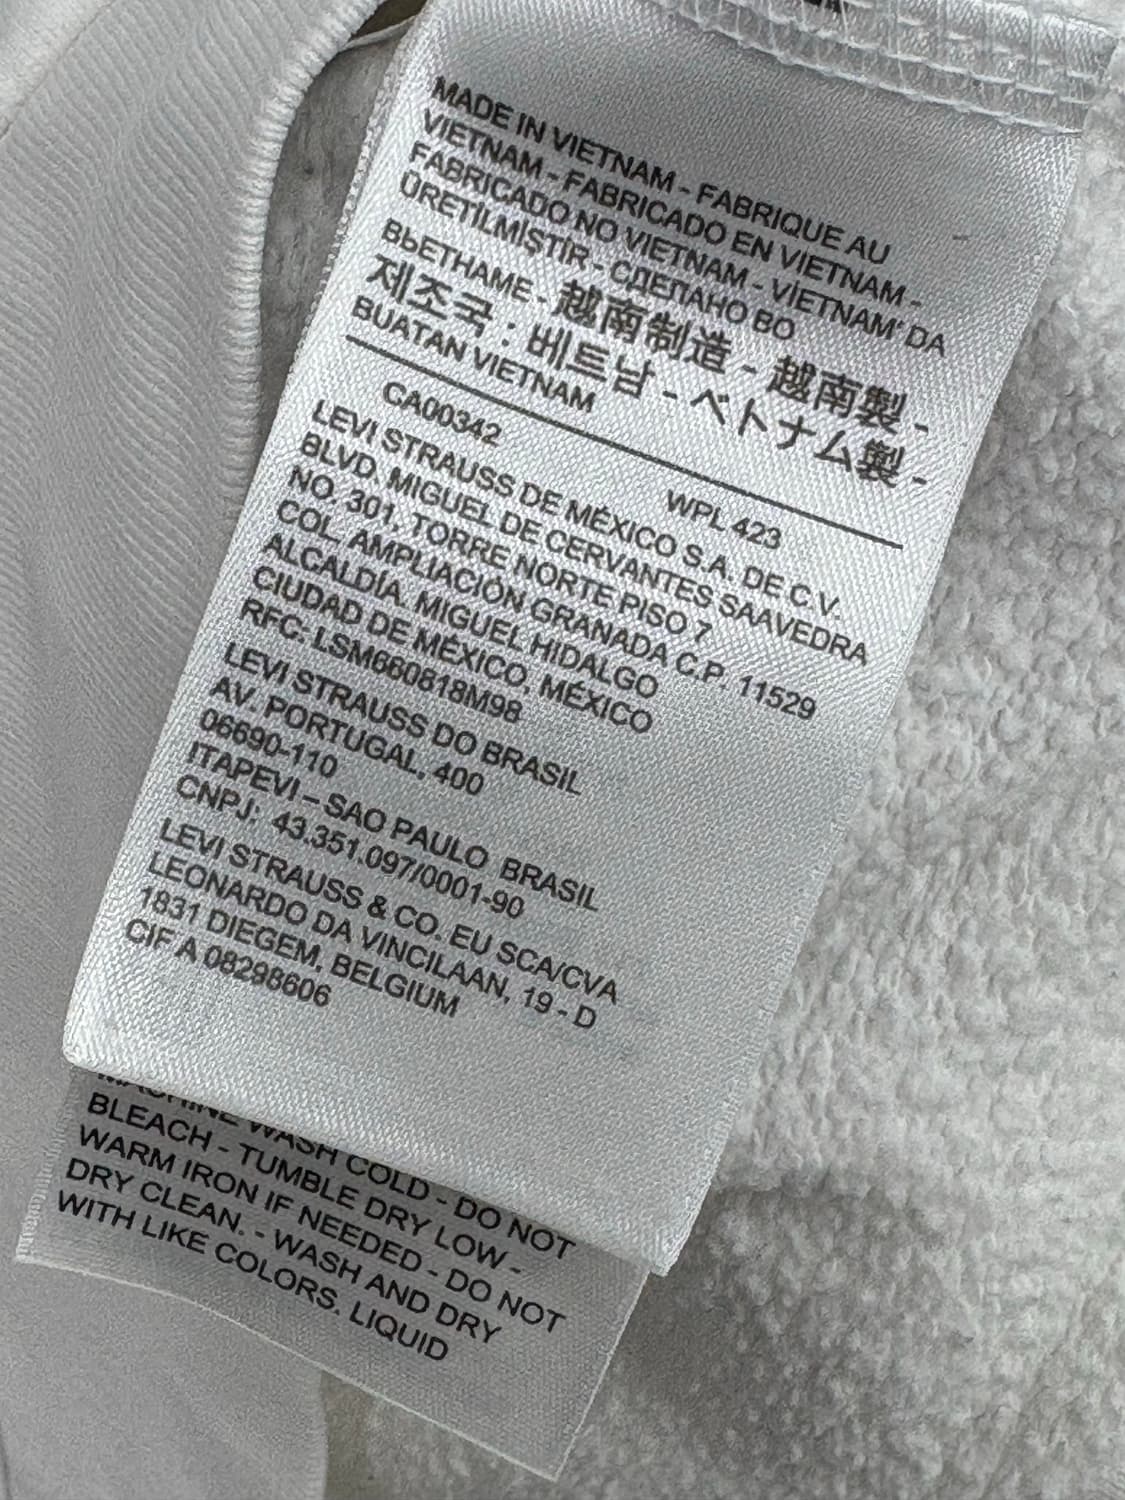 MADE IN VIETNAM - FABRIQUE AU
VIETNAM - FABRICADO EN VIETNAM -
FABRICADO NO VIETNAM - VİETNAM' DA
ÜRETİLMİŞTİR - СДЕЛАНО ВО
ВЬЕТНАМЕ - 越南制造 - 越南製 -
제조국 : 베트남 - ベトナム製 -
BUATAN VIETNAM
CA00342 WPL 423
LEVI STRAUSS DE MÉXICO S.A. DE C.V.
BLVD. MIGUEL DE CERVANTES SAAVEDRA
NO. 301, TORRE NORTE PISO 7
COL. AMPLIACIÓN GRANADA C.P. 11529
ALCALDÍA. MIGUEL HIDALGO
CIUDAD DE MÉXICO, MÉXICO
RFC: LSM660818M98
LEVI STRAUSS DO BRASIL
AV. PORTUGAL, 400
06690-110
ITAPEVI – SAO PAULO BRASIL
CNPJ: 43.351.097/0001-90
LEVI STRAUSS & CO. EU SCA/CVA
LEONARDO DA VINCILAAN, 19 - D
1831 DIEGEM, BELGIUM
CIF A 08298606
MACHINE WASH COLD - DO NOT
BLEACH - TUMBLE DRY LOW -
WARM IRON IF NEEDED - DO NOT
DRY CLEAN. - WASH AND DRY
WITH LIKE COLORS. LIQUID